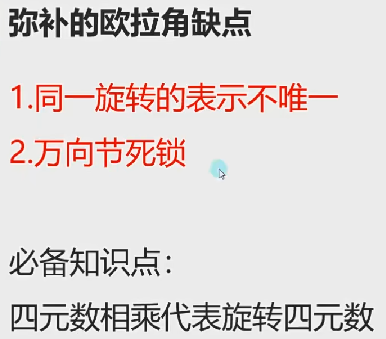 弥补的欧拉角缺点
1.同一旋转的表示不唯一
2.万向节死锁
必备知识点：
四元数相乘代表旋转四元数